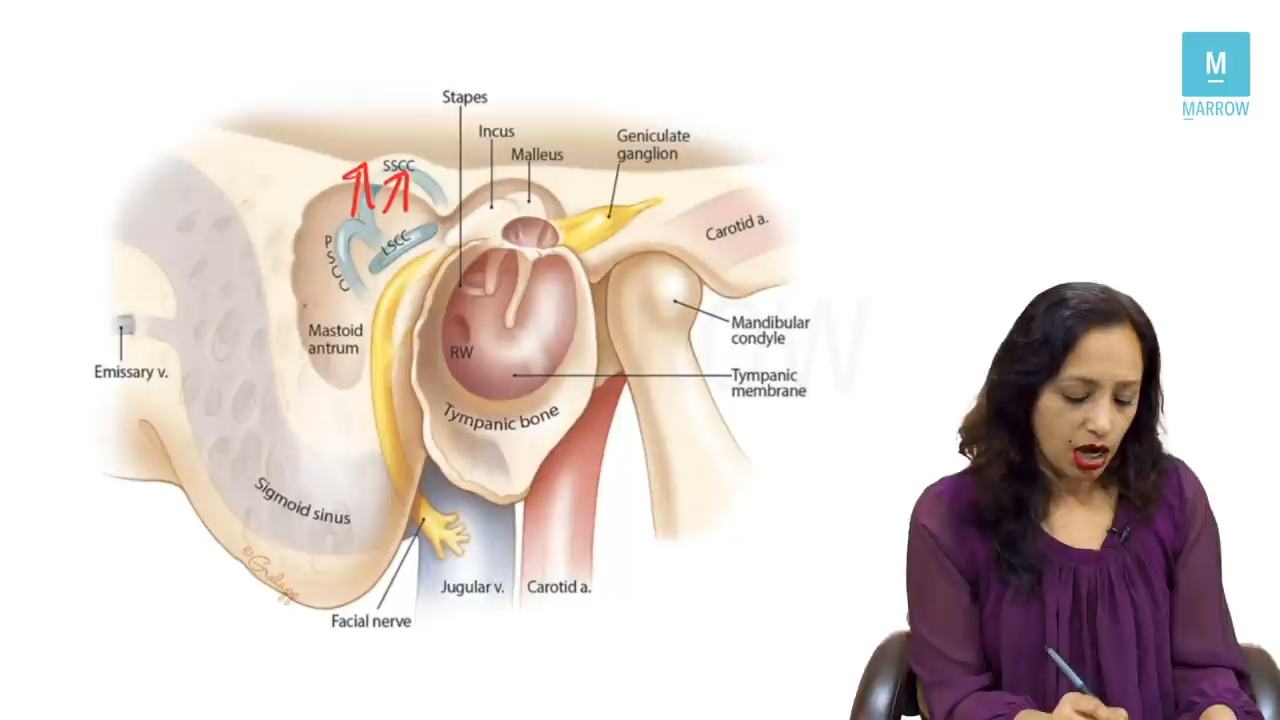 M
MARROW
Stapes
Incus
Malleus
Geniculate
ganglion
SSCC
PSCC
LSCC
Carotid a.
Mastoid
antrum
Mandibular
condyle
RW
Emissary v.
Tympanic
membrane
Tympanic bone
Sigmoid sinus
Jugular v.
Carotid a.
Facial nerve